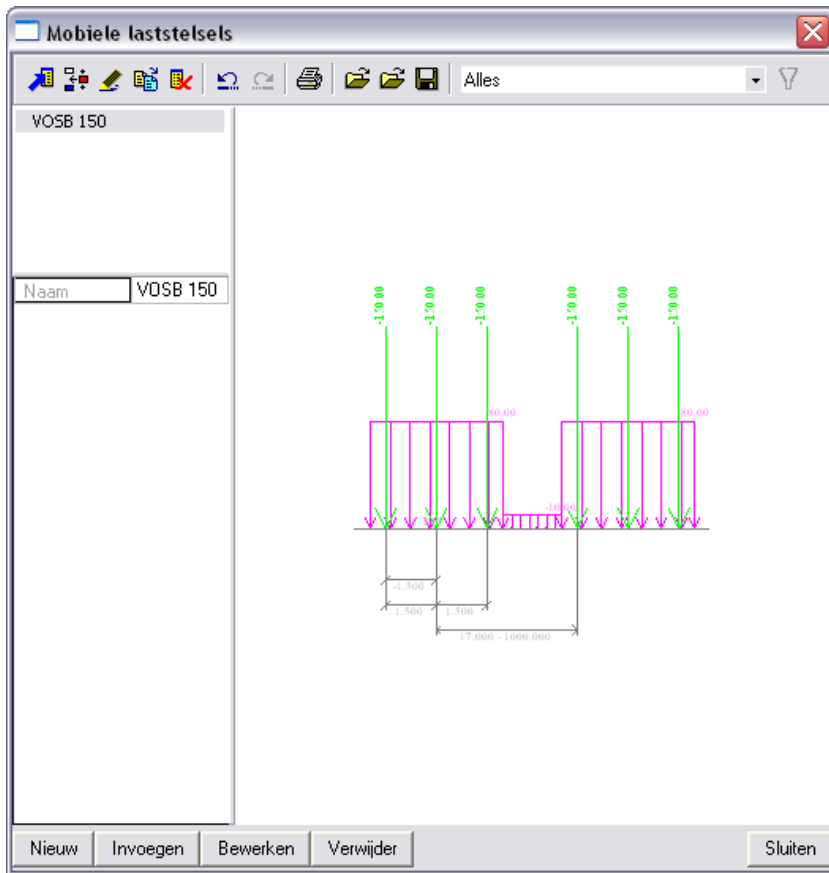 Mobiele laststelsels
Alles
VOSB 150
Naam VOSB 150
-150.00 -150.00 -150.00 -150.00 -150.00 -150.00
-80.00 -80.00
-10.00
-1.500
1.500 1.500
17.000 - 1000.000
Nieuw Invoegen Bewerken Verwijder Sluiten